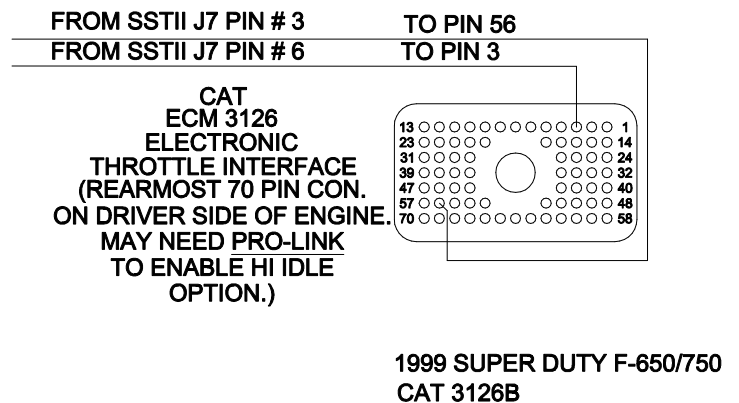 FROM SSTII J7 PIN # 3 TO PIN 56
FROM SSTII J7 PIN # 6 TO PIN 3
CAT
ECM 3126
ELECTRONIC
THROTTLE INTERFACE
(REARMOST 70 PIN CON.
ON DRIVER SIDE OF ENGINE.
MAY NEED PRO-LINK
TO ENABLE HI IDLE
OPTION.)
13 1
23 14
31 24
39 32
47 40
57 48
70 58
1999 SUPER DUTY F-650/750
CAT 3126B